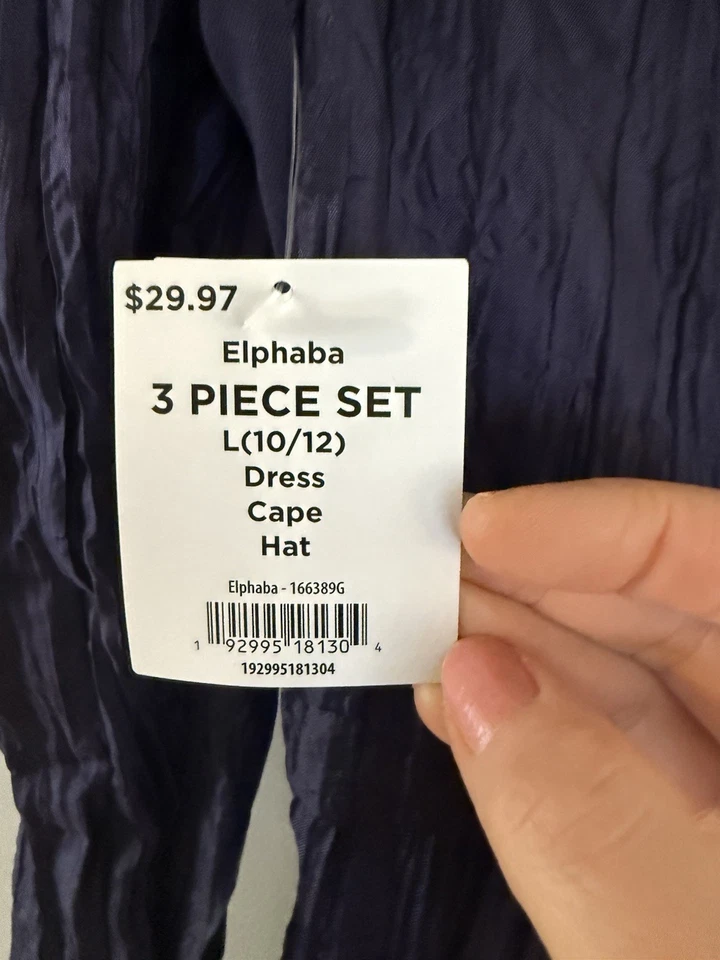 $29.97
Elphaba
3 PIECE SET
L(10/12)
Dress
Cape
Hat
Elphaba - 166389G
1 92995 18130 4
192995181304